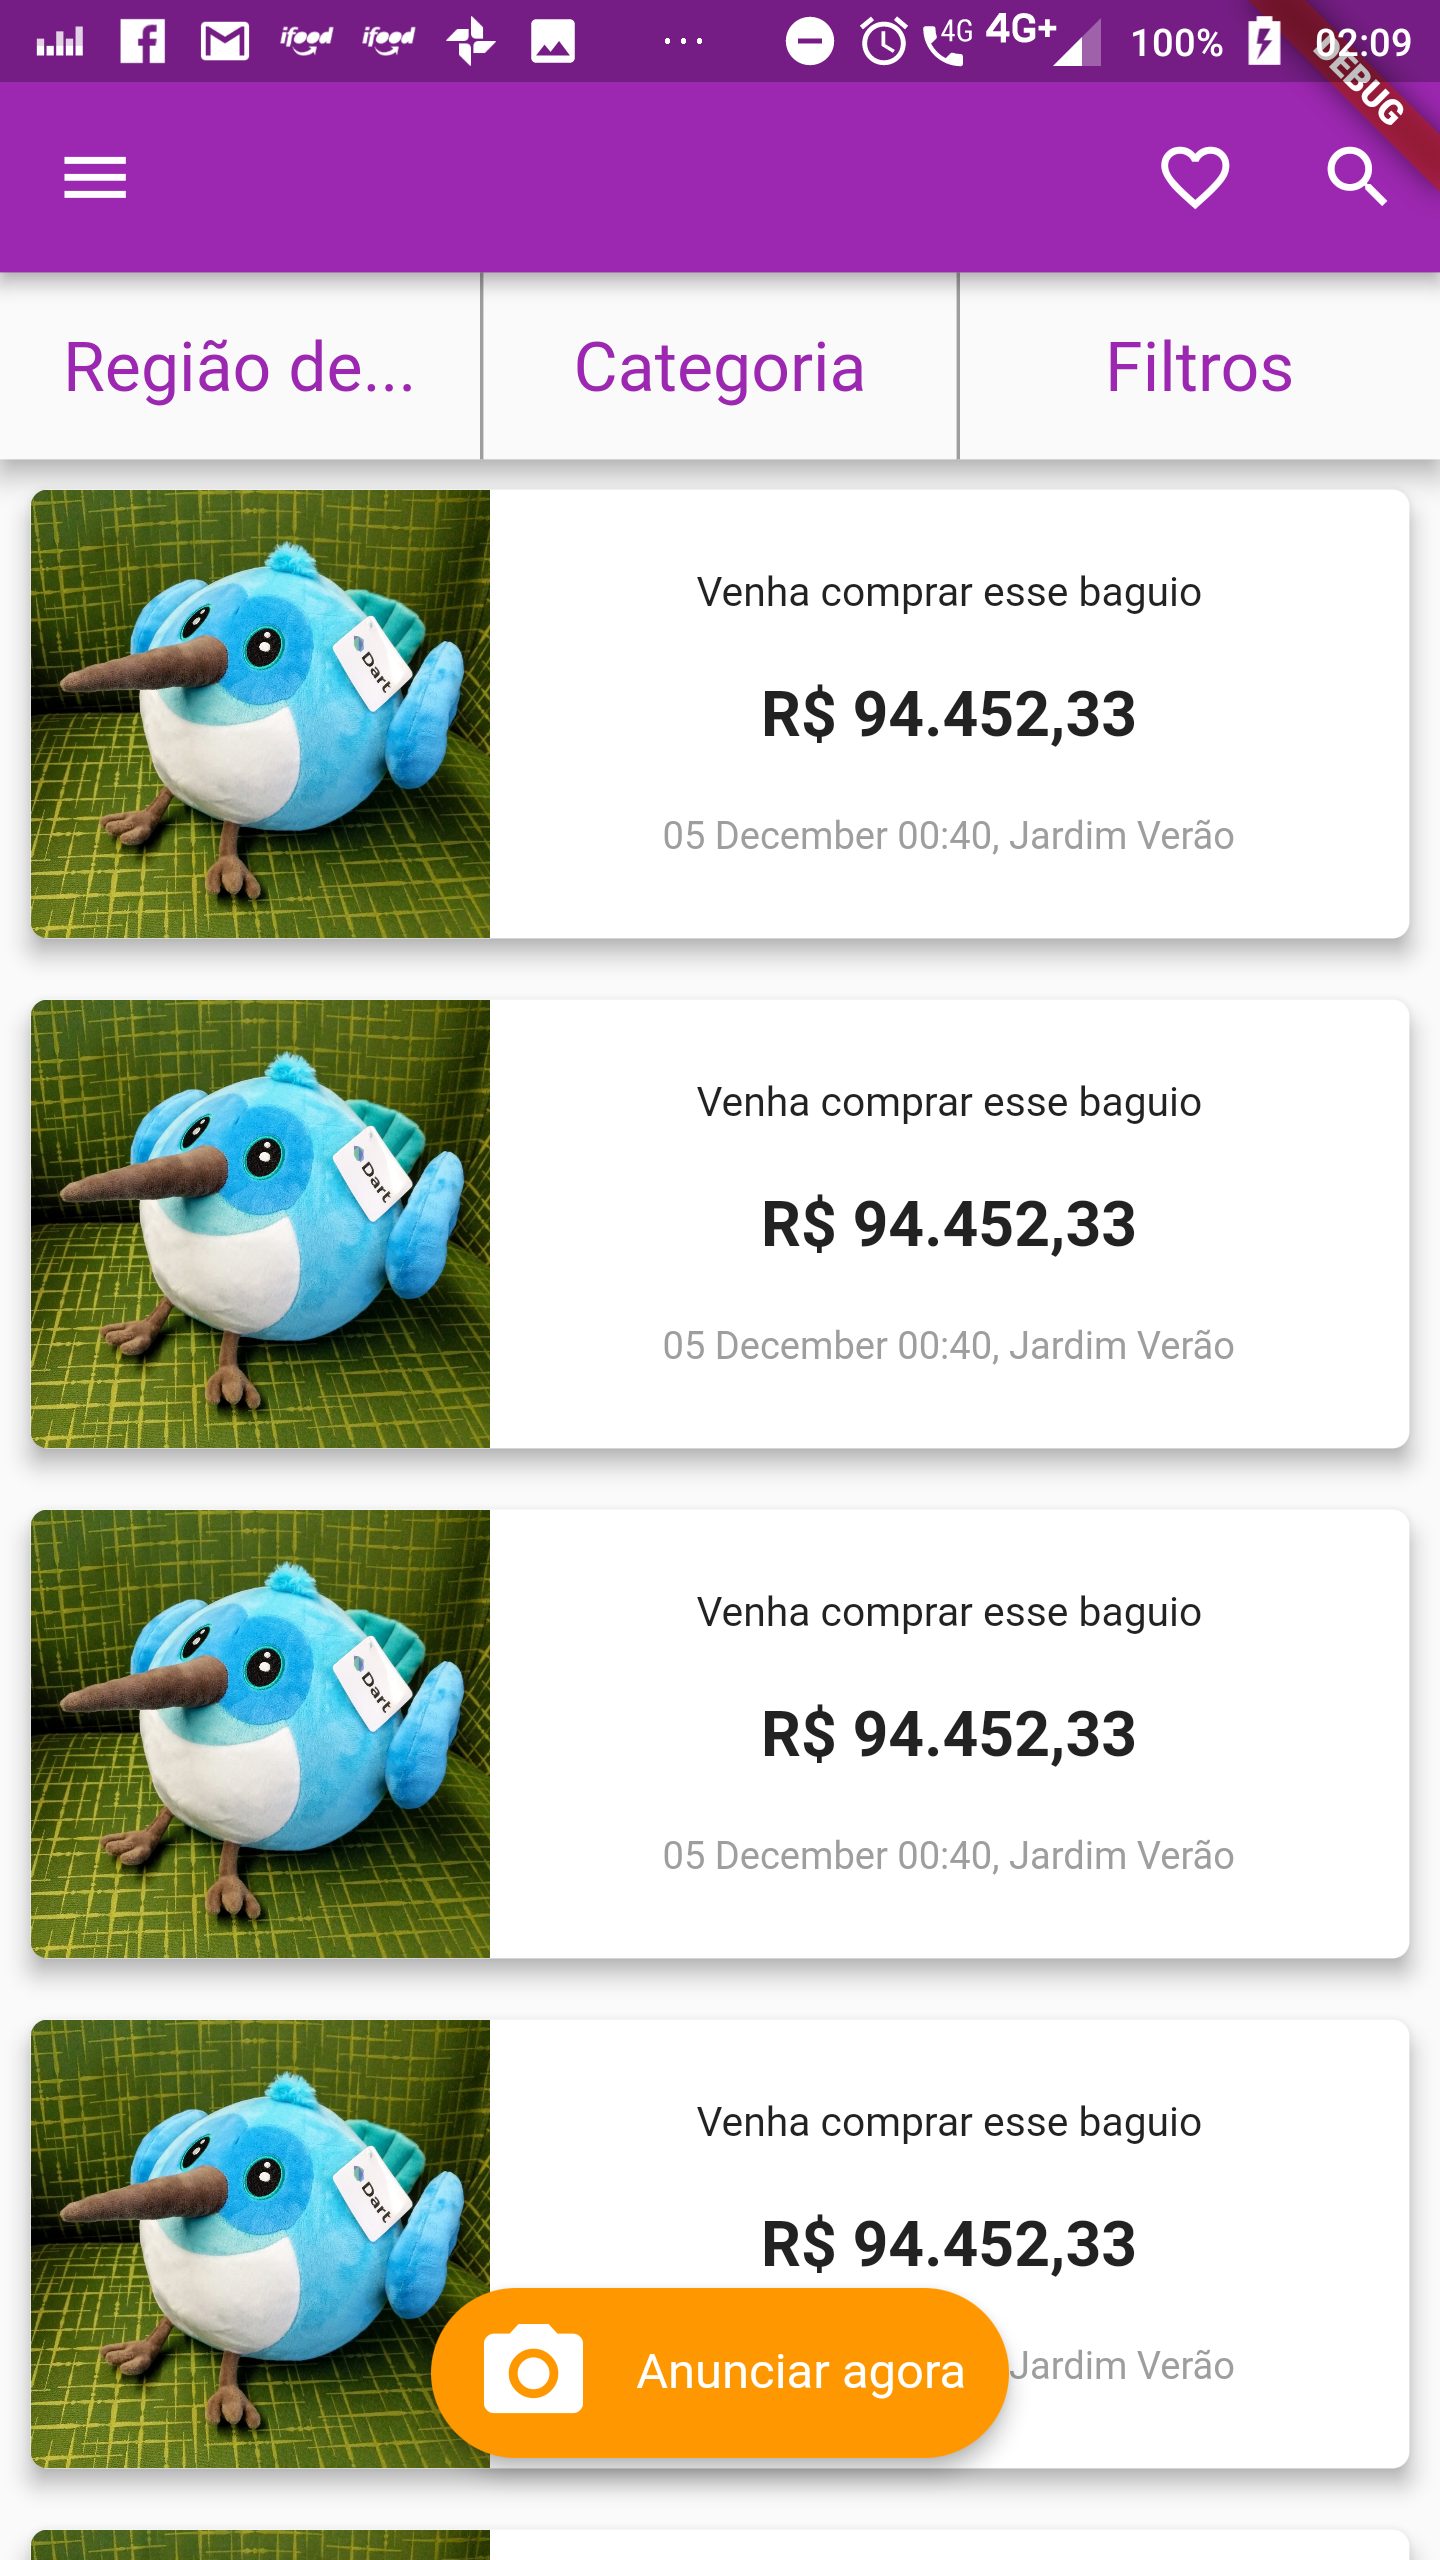 ifood ifood ... 4G 4G+ 100% 02:09
DEBUG
Região de... Categoria Filtros
Dart
Venha comprar esse baguio
R$ 94.452,33
05 December 00:40, Jardim Verão
Dart
Venha comprar esse baguio
R$ 94.452,33
05 December 00:40, Jardim Verão
Dart
Venha comprar esse baguio
R$ 94.452,33
05 December 00:40, Jardim Verão
Dart
Venha comprar esse baguio
R$ 94.452,33
Jardim Verão
Anunciar agora